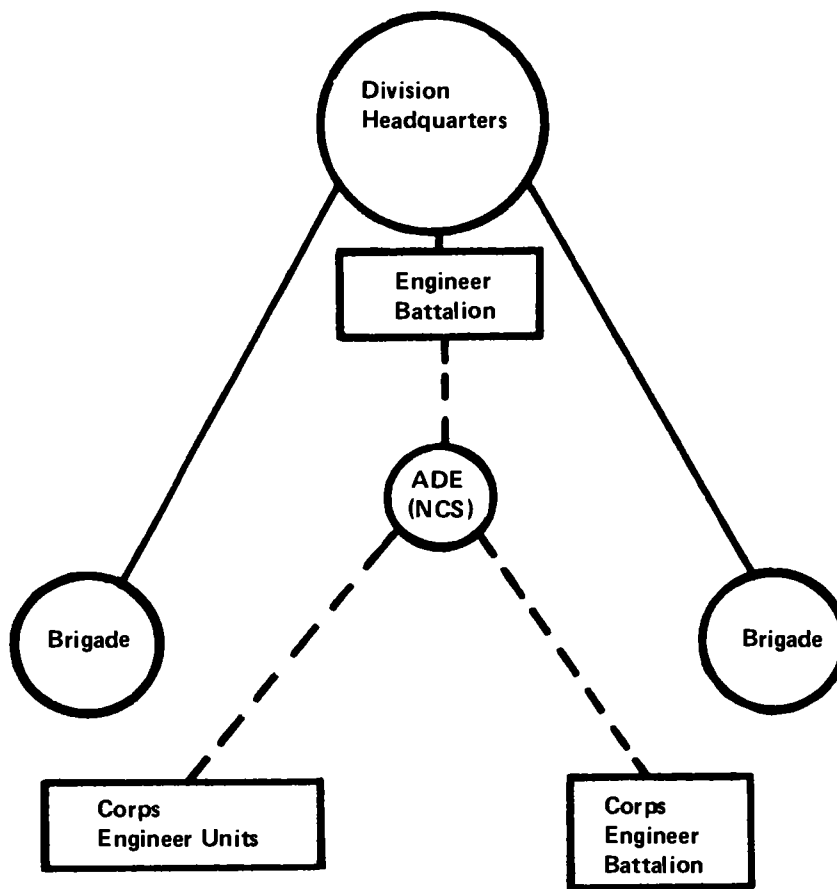 Division
Headquarters
Engineer
Battalion
ADE
(NCS)
Brigade
Brigade
Corps
Engineer Units
Corps
Engineer
Battalion